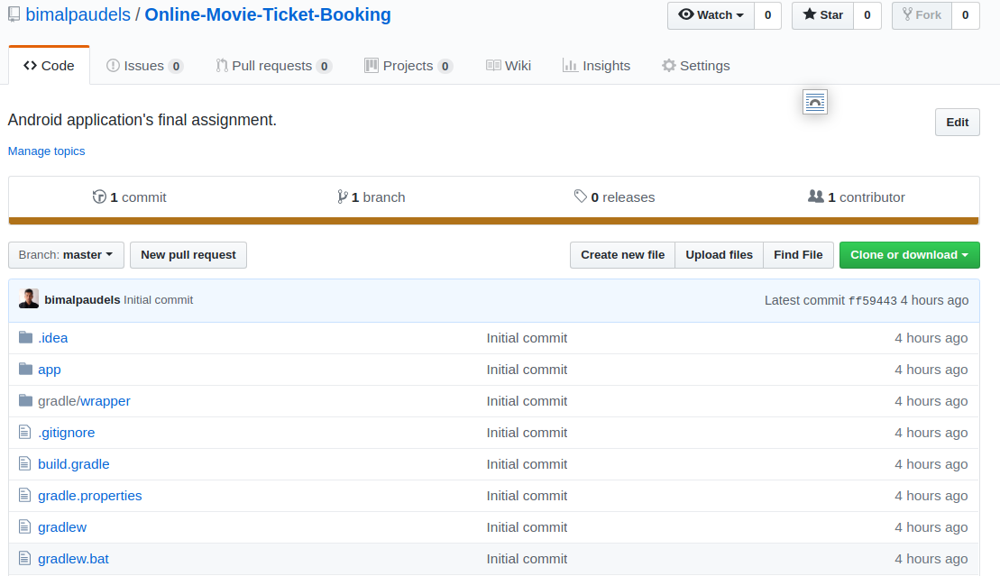 bimalpaudels / Online-Movie-Ticket-Booking
Watch 0 Star 0 Fork 0
Code Issues 0 Pull requests 0 Projects 0 Wiki Insights Settings
Android application's final assignment.
Edit
Manage topics
1 commit 1 branch 0 releases 1 contributor
Branch: master New pull request Create new file Upload files Find File Clone or download
bimalpaudels Initial commit Latest commit ff59443 4 hours ago
.idea Initial commit 4 hours ago
app Initial commit 4 hours ago
gradle/wrapper Initial commit 4 hours ago
.gitignore Initial commit 4 hours ago
build.gradle Initial commit 4 hours ago
gradle.properties Initial commit 4 hours ago
gradlew Initial commit 4 hours ago
gradlew.bat Initial commit 4 hours ago